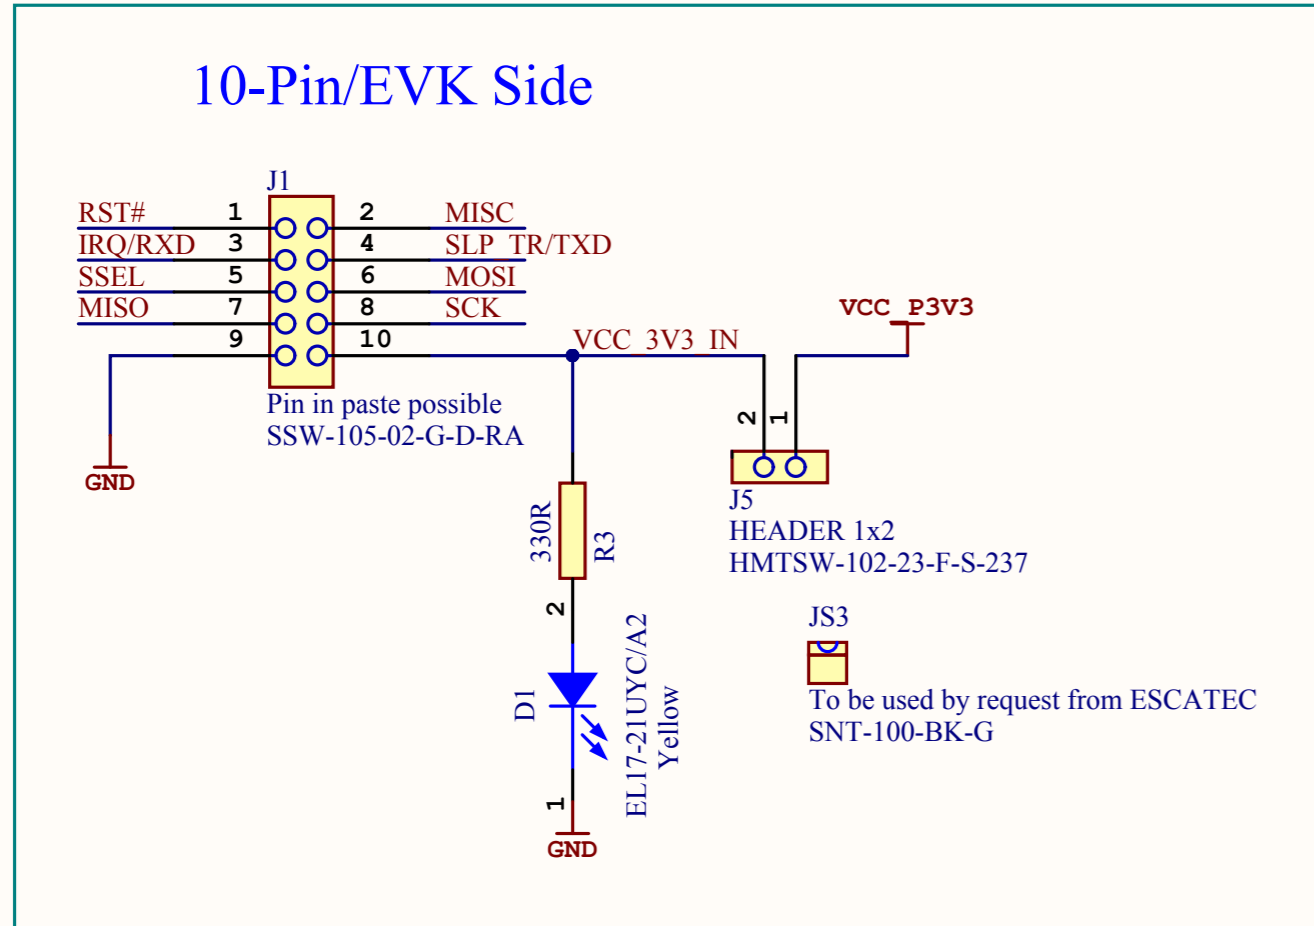 10-Pin/EVK Side
J1
RST# 1 2 MISC
IRQ/RXD 3 4 SLP_TR/TXD
SSEL 5 6 MOSI
MISO 7 8 SCK
9 10
VCC_3V3_IN
VCC_P3V3
Pin in paste possible
SSW-105-02-G-D-RA
GND
2 1
J5
HEADER 1x2
HMTSW-102-23-F-S-237
330R
R3
2
D1
EL17-21UYC/A2
Yellow
1
GND
JS3
To be used by request from ESCATEC
SNT-100-BK-G